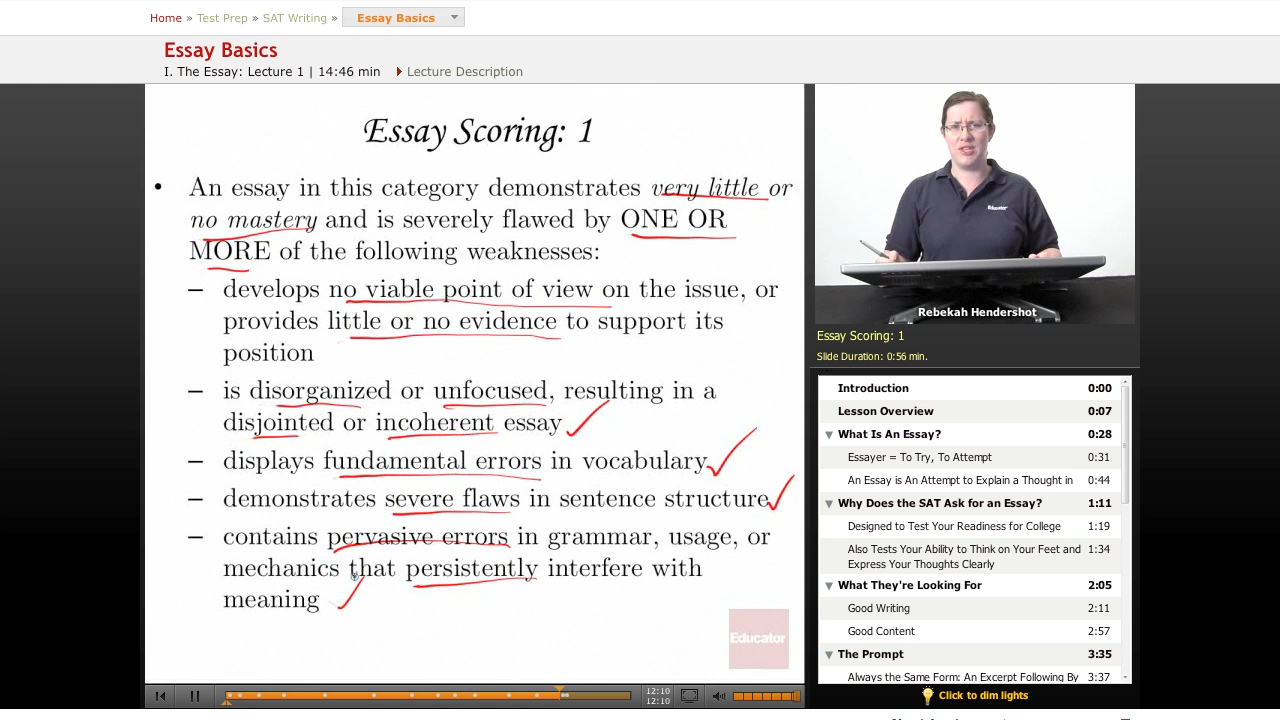 Home » Test Prep » SAT Writing » Essay Basics
Essay Basics
I. The Essay: Lecture 1 | 14:46 min Lecture Description
Essay Scoring: 1
• An essay in this category demonstrates very little or
no mastery and is severely flawed by ONE OR
MORE of the following weaknesses:
– develops no viable point of view on the issue, or
provides little or no evidence to support its
position
– is disorganized or unfocused, resulting in a
disjointed or incoherent essay
– displays fundamental errors in vocabulary
– demonstrates severe flaws in sentence structure
– contains pervasive errors in grammar, usage, or
mechanics that persistently interfere with
meaning
Educator
12:10
12:10
Educator
Rebekah Hendershot
Essay Scoring: 1
Slide Duration: 0:56 min.
Introduction 0:00
Lesson Overview 0:07
What Is An Essay? 0:28
Essayer = To Try, To Attempt 0:31
An Essay is An Attempt to Explain a Thought in 0:44
Why Does the SAT Ask for an Essay? 1:11
Designed to Test Your Readiness for College 1:19
Also Tests Your Ability to Think on Your Feet and 1:34
Express Your Thoughts Clearly
What They're Looking For 2:05
Good Writing 2:11
Good Content 2:57
The Prompt 3:35
Always the Same Form: An Excerpt Following By 3:37
Click to dim lights